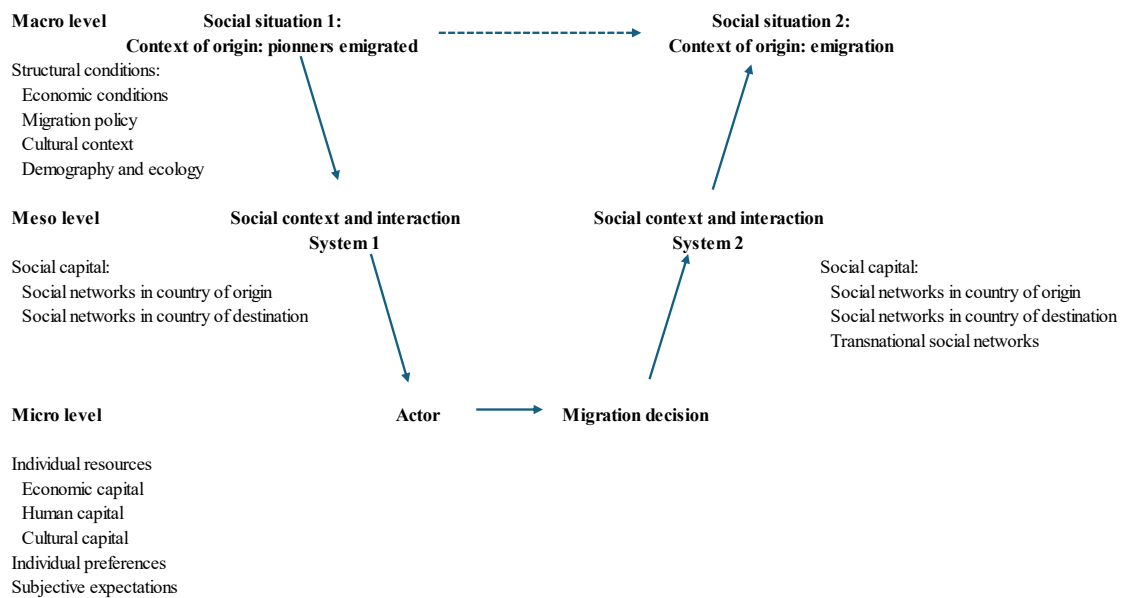 Macro level
Social situation 1:
Context of origin: pionners emigrated
Social situation 2:
Context of origin: emigration
Structural conditions:
Economic conditions
Migration policy
Cultural context
Demography and ecology
Meso level
Social context and interaction
System 1
Social context and interaction
System 2
Social capital:
Social networks in country of origin
Social networks in country of destination
Social capital:
Social networks in country of origin
Social networks in country of destination
Transnational social networks
Micro level
Actor
Migration decision
Individual resources
Economic capital
Human capital
Cultural capital
Individual preferences
Subjective expectations